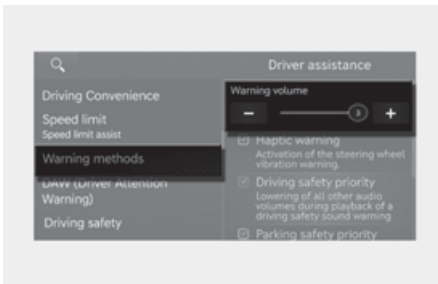 Driver assistance
Driving Convenience
Speed limit
Speed limit assist
Warning methods
DAW (Driver Attention
Warning)
Driving safety
Warning volume
3
Haptic warning
Activation of the steering wheel
vibration warning.
Driving safety priority
Lowering of all other audio
volumes during playback of a
driving safety sound warning
Parking safety priority